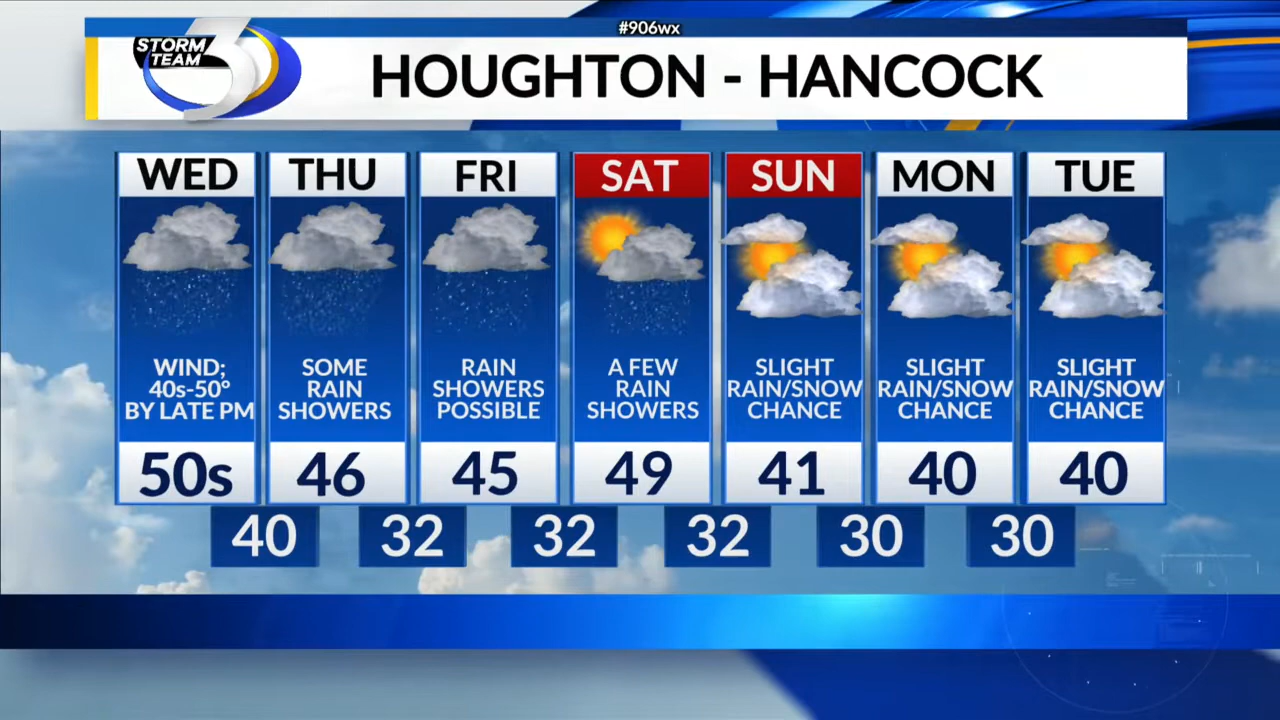 #906wx
STORM
TEAM
3
HOUGHTON - HANCOCK
WED
THU
FRI
SAT
SUN
MON
TUE
WIND;
40s-50°
BY LATE PM
SOME
RAIN
SHOWERS
RAIN
SHOWERS
POSSIBLE
A FEW
RAIN
SHOWERS
SLIGHT
RAIN/SNOW
CHANCE
SLIGHT
RAIN/SNOW
CHANCE
SLIGHT
RAIN/SNOW
CHANCE
50s
46
45
49
41
40
40
40
32
32
32
30
30